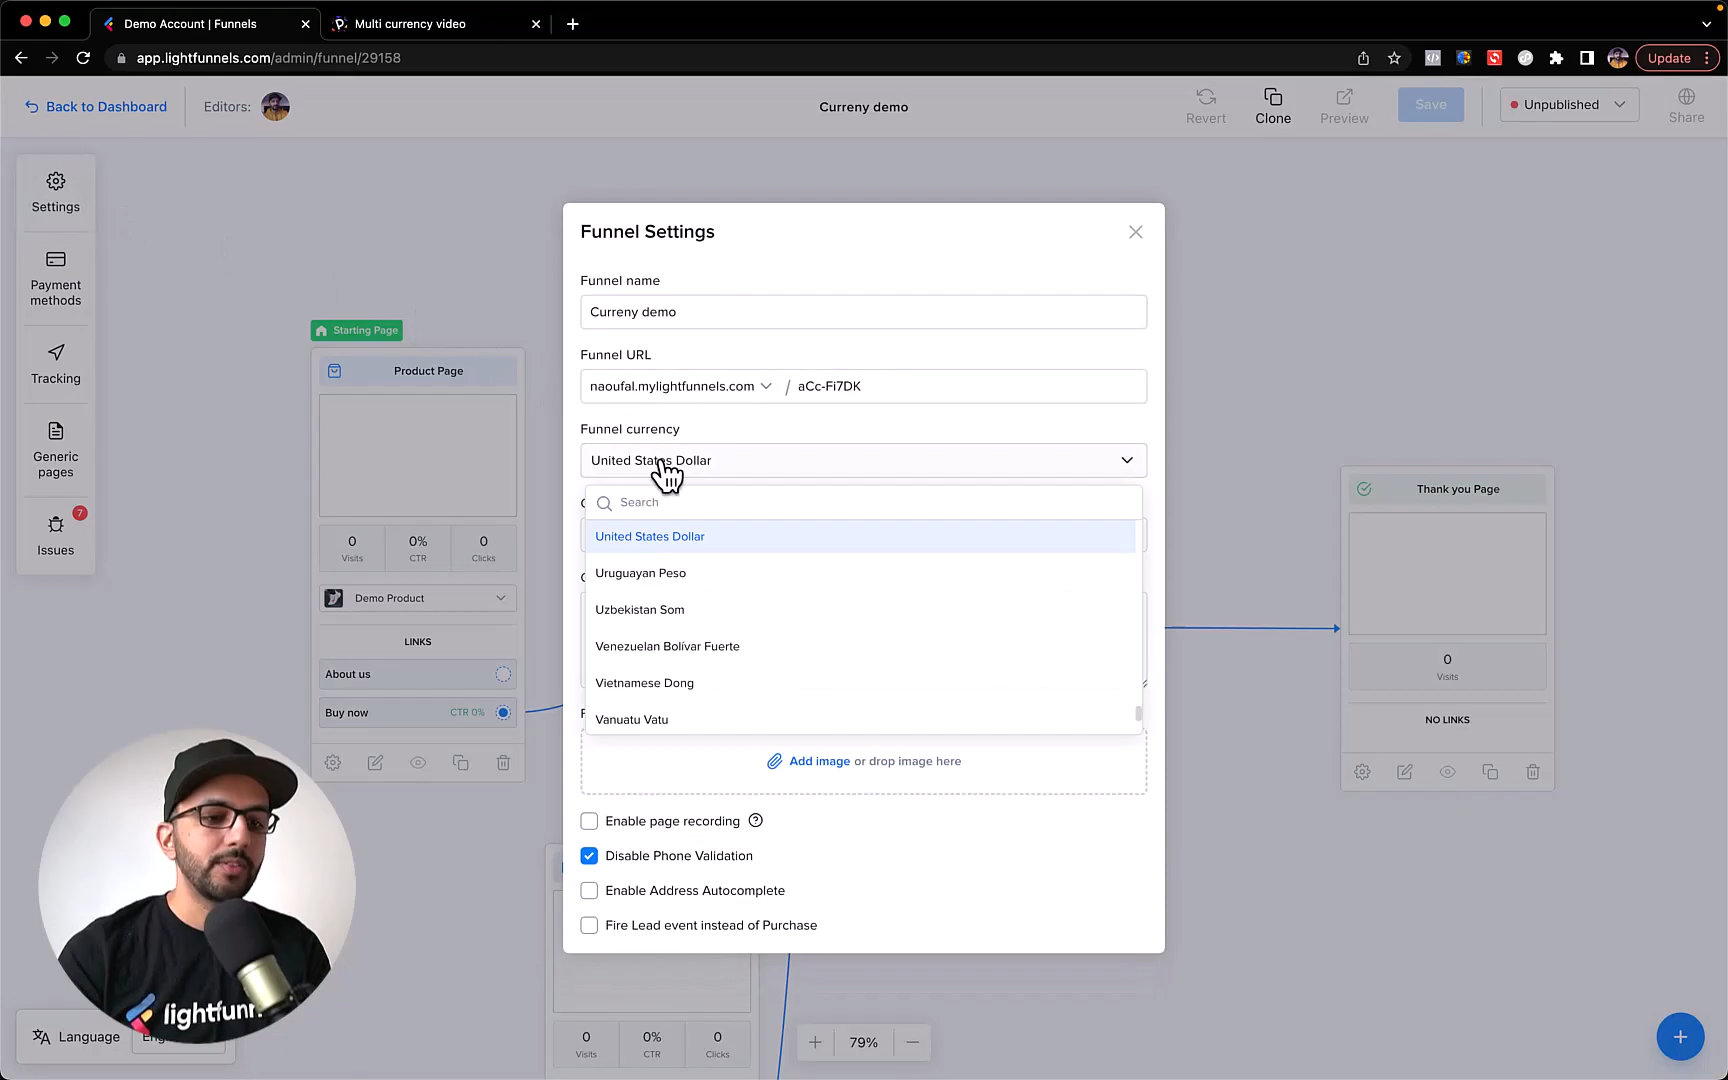 Demo Account | Funnels
Multi currency video
app.lightfunnels.com/admin/funnel/29158
Update
Back to Dashboard
Editors:
Curreny demo
Revert
Clone
Preview
Save
Unpublished
Share
Settings
Payment
methods
Tracking
Generic
pages
7
Issues
Starting Page
Product Page
0
Visits
0%
CTR
0
Clicks
Demo Product
LINKS
About us
Buy now
CTR 0%
Funnel Settings
Funnel name
Curreny demo
Funnel URL
naoufal.mylightfunnels.com
/ aCc-Fi7DK
Funnel currency
United States Dollar
Search
United States Dollar
Uruguayan Peso
Uzbekistan Som
Venezuelan Bolívar Fuerte
Vietnamese Dong
Vanuatu Vatu
Add image or drop image here
Enable page recording
Disable Phone Validation
Enable Address Autocomplete
Fire Lead event instead of Purchase
Thank you Page
0
Visits
NO LINKS
lightfun
Language
0
Visits
0%
CTR
0
Clicks
79%